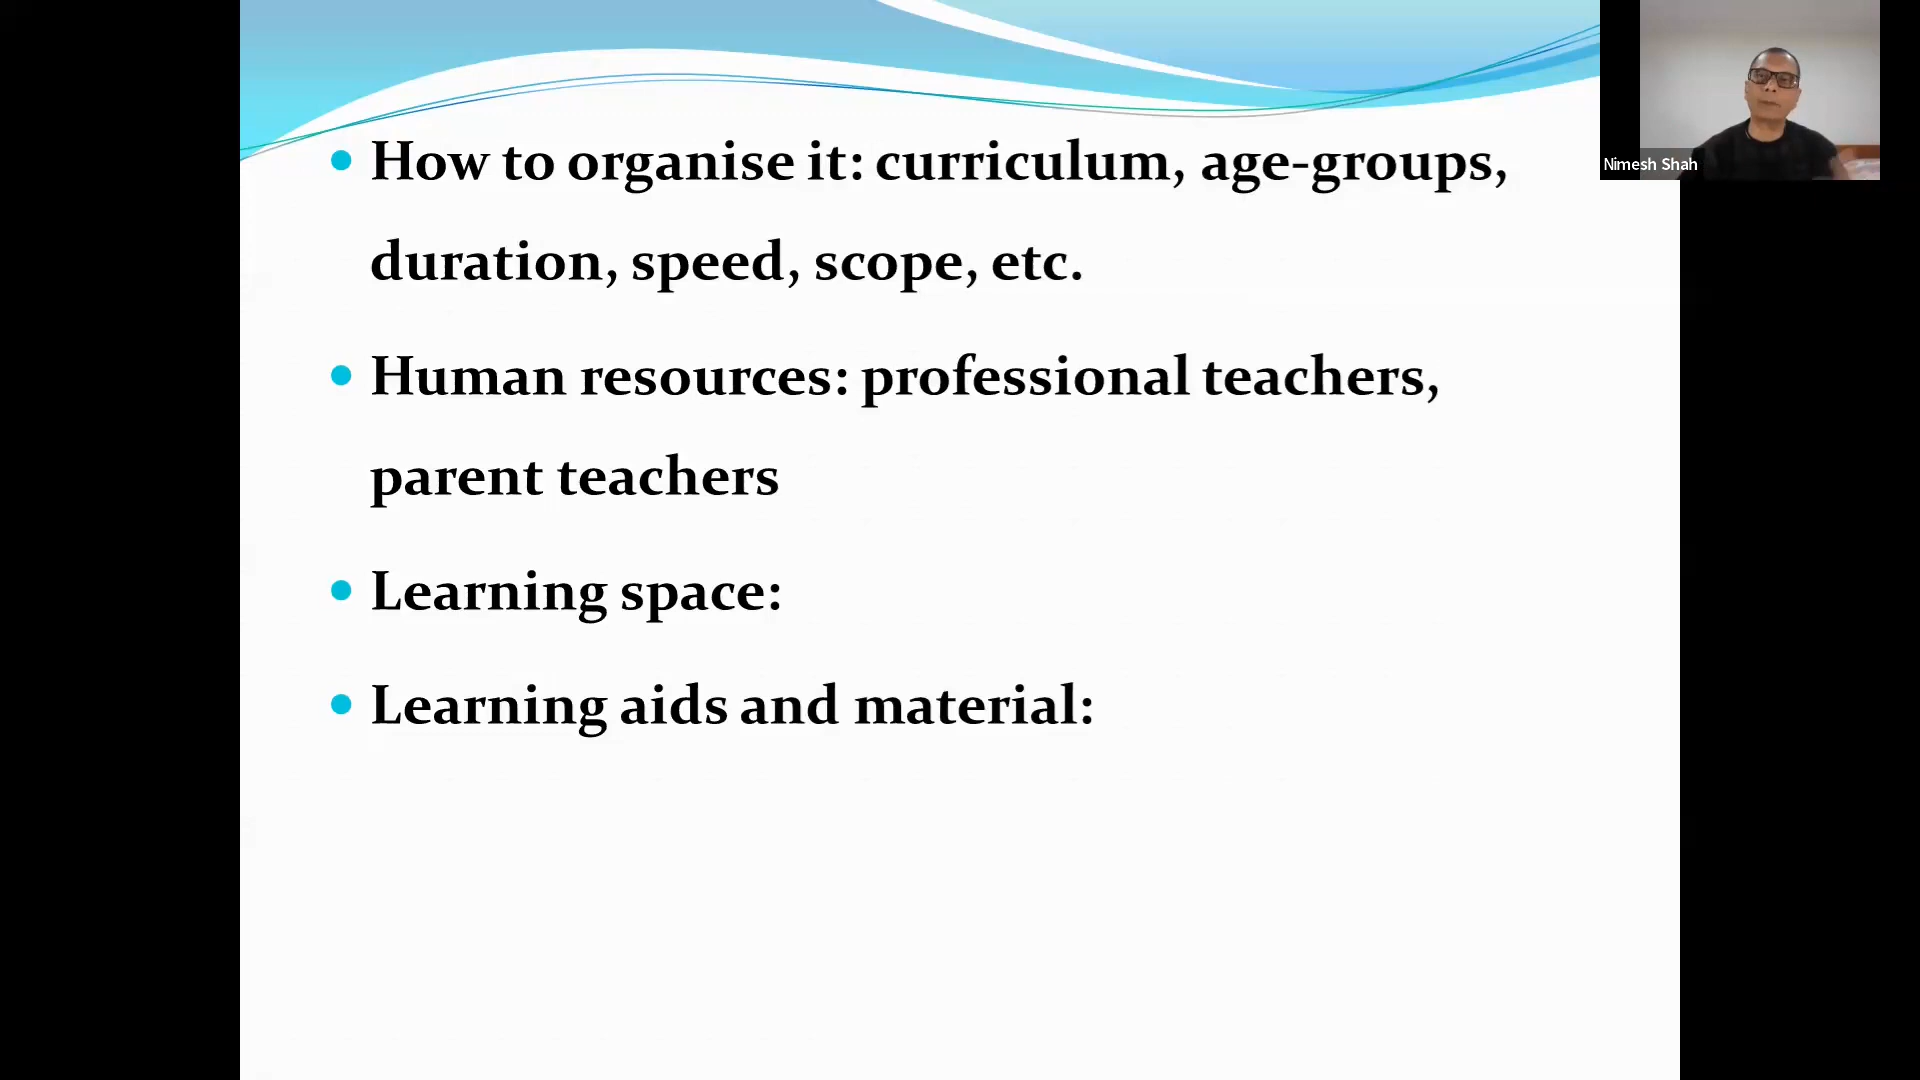 How to organise it: curriculum, age-groups,
duration, speed, scope, etc.
Human resources: professional teachers,
parent teachers
Learning space:
Learning aids and material:
Nimesh Shah